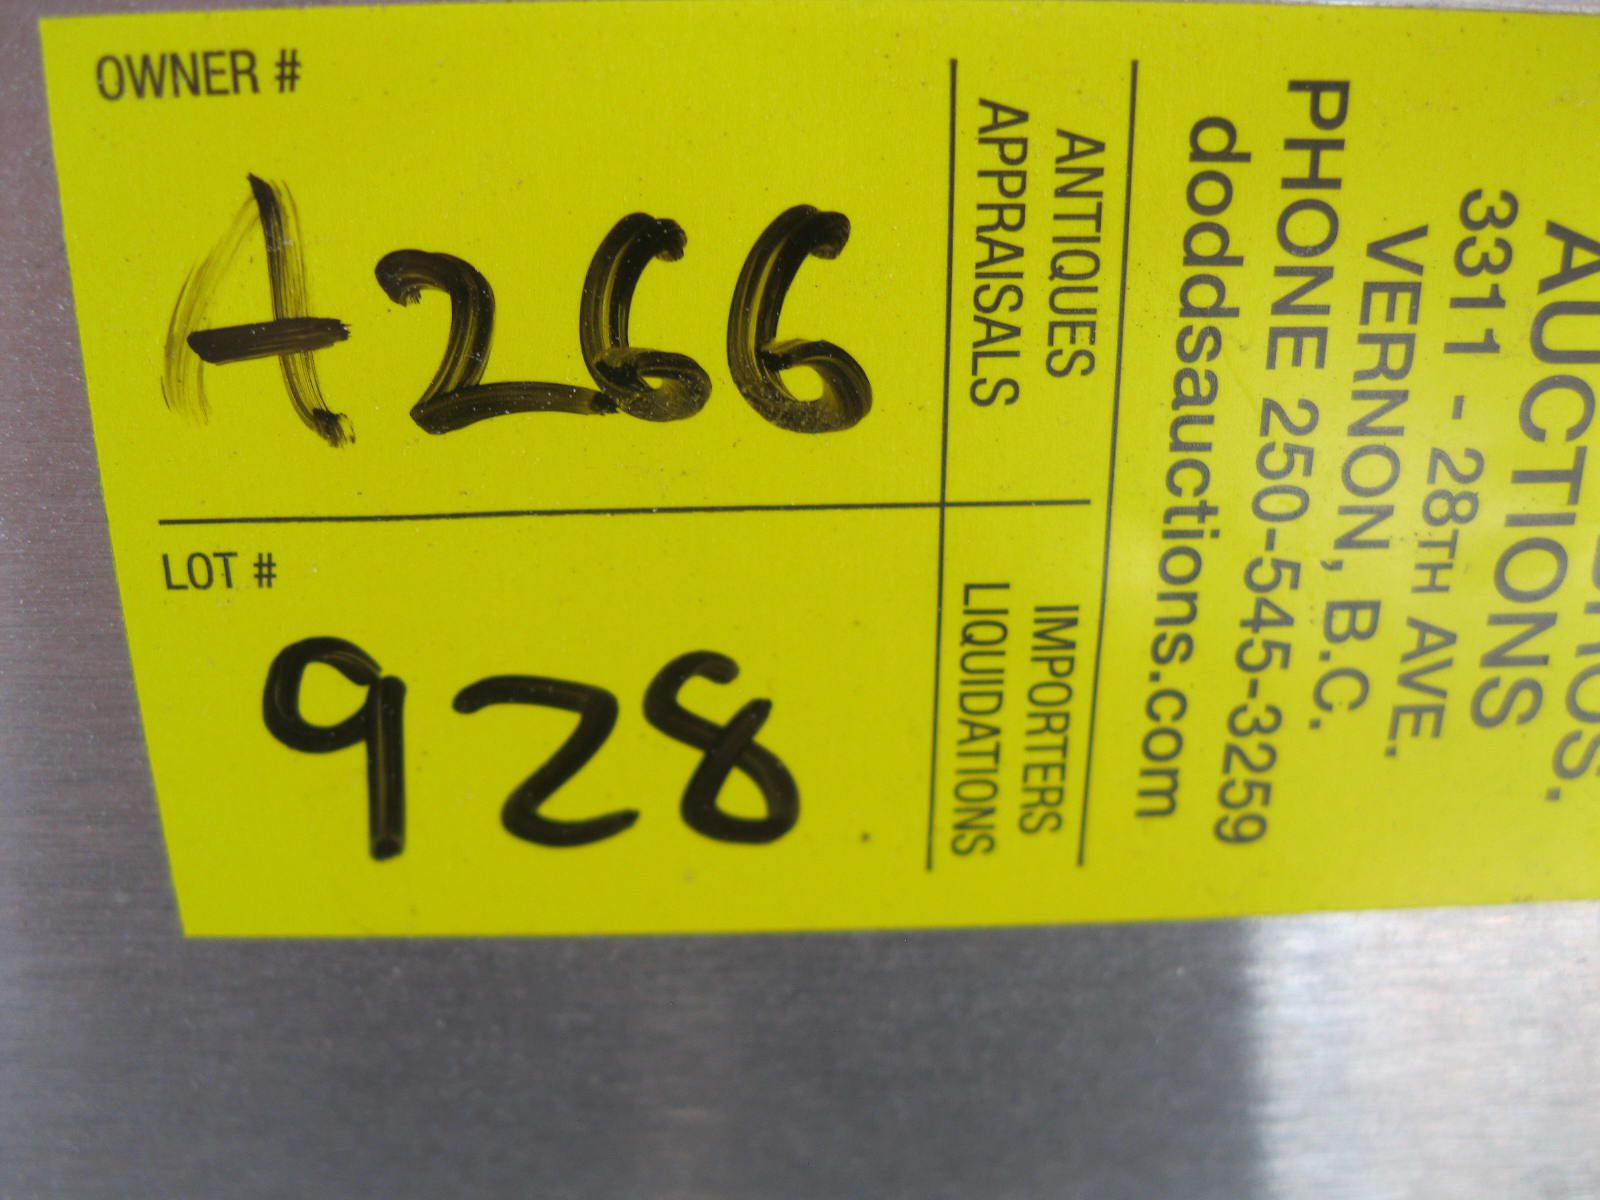 OWNER #
A266
LOT #
928
AUCTIONS
3311 - 28TH AVE.
VERNON, B.C.
PHONE 250-545-3259
doddsauctions.com
ANTIQUES
APPRAISALS
IMPORTERS
LIQUIDATIONS